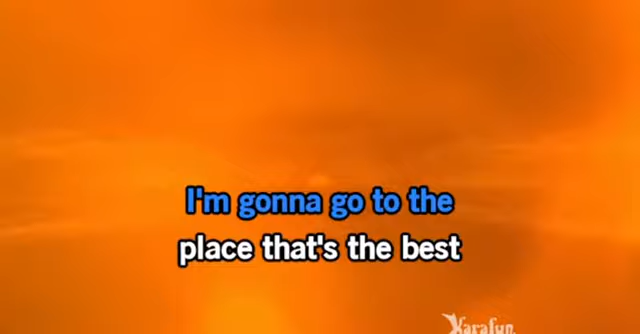 I'm gonna go to the
place that's the best
Karafun